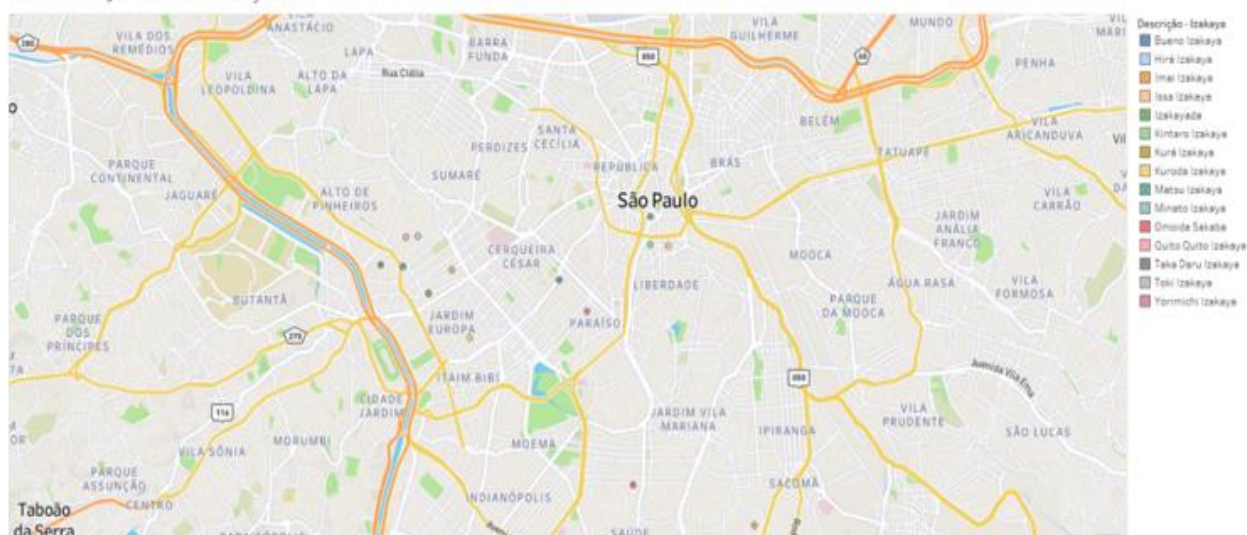 VILA DOS
REMÉDIOS
280
ANASTÁCIO
LAPA
BARRA
FUNDA
Rua Clélia
VILA
LEOPOLDINA
ALTO DA
LAPA
VILA
GUILHERME
050
MUNDO
PENHA
BELÉM
VILA
ARICANDUVA
TATUAPÉ
SANTA
CECÍLIA
PERDIZES
REPÚBLICA
BRÁS
PARQUE
CONTINENTAL
JAGUARÉ
SUMARÉ
ALTO DE
PINHEIROS
São Paulo
VILA
CARRÃO
JARDIM
ANÁLIA
FRANCO
CERQUEIRA
CÉSAR
MOOCA
LIBERDADE
ÁGUA RASA
VILA
FORMOSA
BUTANTÃ
JARDIM
EUROPA
PARAÍSO
PARQUE
DA MOOCA
PARQUE
DOS
PRÍNCIPES
270
ITAIM BIBI
Avenida Vila Ema
CIDADE
JARDIM
116
JARDIM VILA
MARIANA
VILA
PRUDENTE
IPIRANGA
SÃO LUCAS
MORUMBI
VILA SÔNIA
MOEMA
PARQUE
ASSUNÇÃO
CENTRO
INDIANÓPOLIS
SACOMÃ
Taboão
da Serra
SAÚDE
Descrição - Izakaya
Bueno Izakaya
Hirá Izakaya
Imai Izakaya
Issa Izakaya
Izakayada
Kintaro Izakaya
Kuroda Izakaya
Matsu Izakaya
Minato Izakaya
Omoide Sakaba
Quito Quito Izakaya
Taka Daru Izakaya
Toki Izakaya
Yorimichi Izakaya